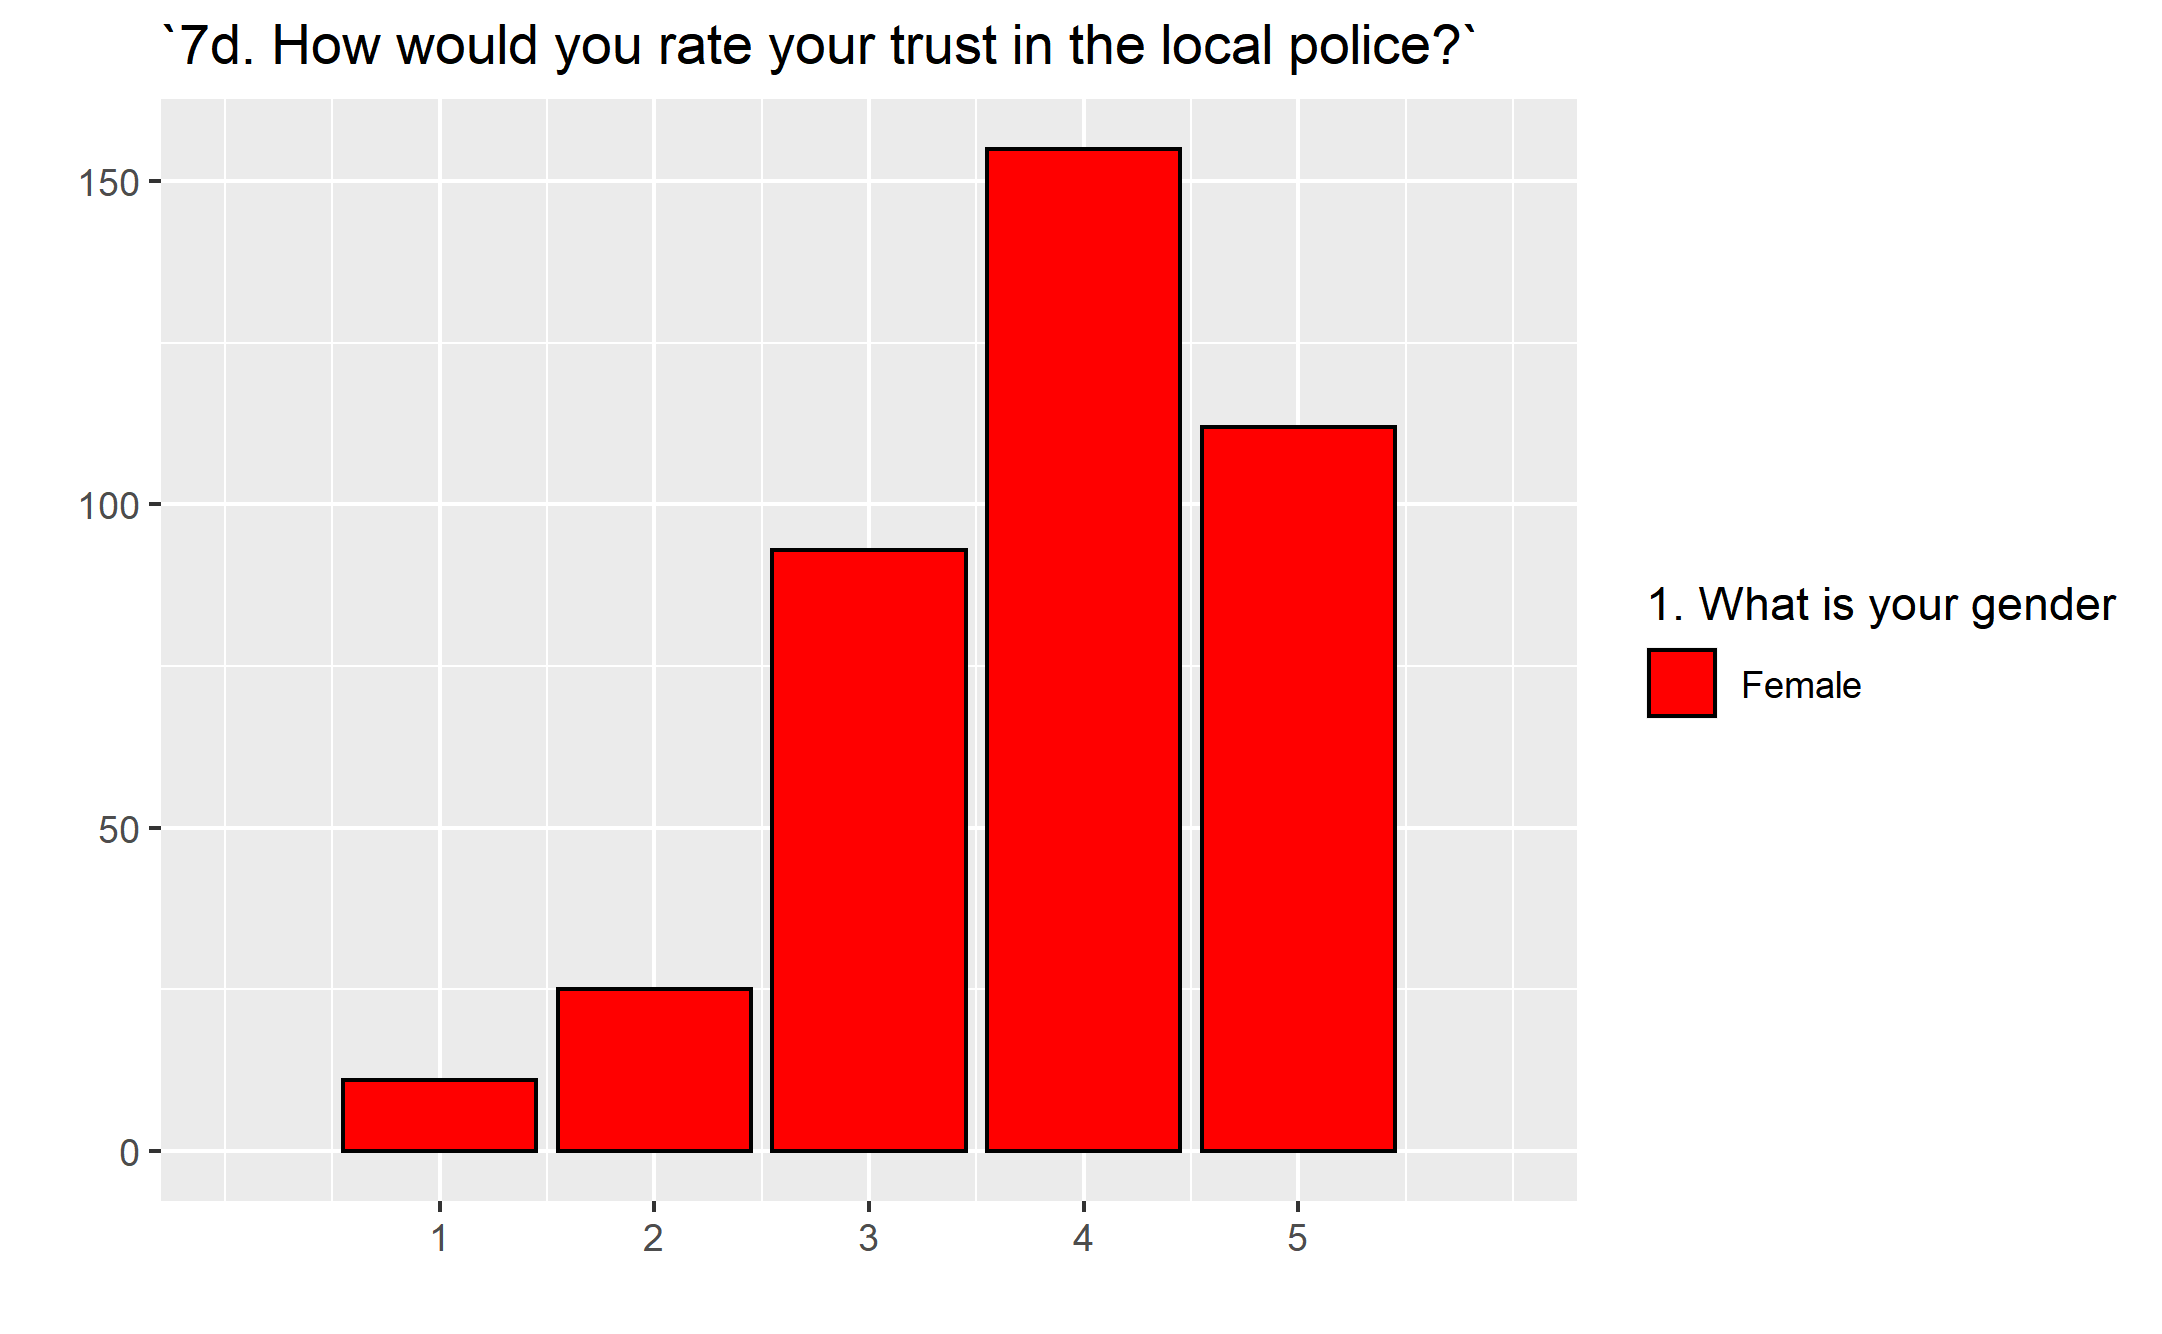 `7d. How would you rate your trust in the local police?`
150
100
50
0
1 2 3 4 5
1. What is your gender
Female